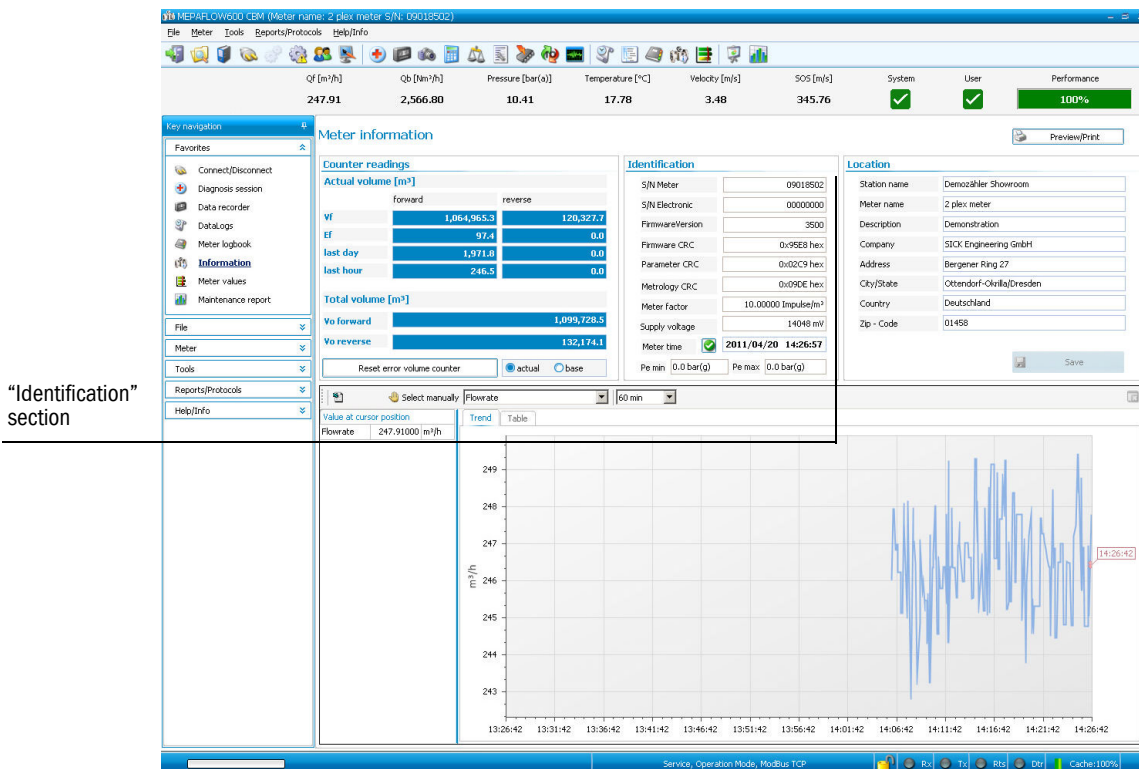 MEPAFLOW600 CBM (Meter name: 2 plex meter S/N: 09018502)
File Meter Tools Reports/Protocols Help/Info
Qf [m³/h] Qb [Nm³/h] Pressure [bar(a)] Temperature [°C] Velocity [m/s] SOS [m/s] System User Performance
247.91 2,566.80 10.41 17.78 3.48 345.76 100%
Key navigation
Favorites
Connect/Disconnect
Diagnosis session
Data recorder
DataLogs
Meter logbook
Information
Meter values
Maintenance report
File
Meter
Tools
Reports/Protocols
Help/Info
"Identification"
section
Meter information
Preview/Print
Counter readings
Actual volume [m³]
forward reverse
Vf 1,064,965.3 120,327.7
Ef 97.4 0.0
last day 1,971.8 0.0
last hour 246.5 0.0
Total volume [m³]
Vo forward 1,099,728.5
Vo reverse 132,174.1
Reset error volume counter actual base
Identification
S/N Meter 09018502
S/N Electronic 00000000
FirmwareVersion 3500
Firmware CRC 0x95E8 hex
Parameter CRC 0x02C9 hex
Metrology CRC 0x09DE hex
Meter factor 10.00000 Impulse/m³
Supply voltage 14048 mV
Meter time 2011/04/20 14:26:57
Pe min 0.0 bar(g) Pe max 0.0 bar(g)
Location
Station name Demozähler Showroom
Meter name 2 plex meter
Description Demonstration
Company SICK Engineering GmbH
Address Bergener Ring 27
City/State Ottendorf-Okrilla/Dresden
Country Deutschland
Zip - Code 01458
Save
Select manually Flowrate 60 min
Value at cursor position
Flowrate 247.91000 m³/h
Trend Table
m³/h
249
248
247
246
245
244
243
14:26:42
13:26:42 13:31:42 13:36:42 13:41:42 13:46:42 13:51:42 13:56:42 14:01:42 14:06:42 14:11:42 14:16:42 14:21:42 14:26:42
Service, Operation Mode, ModBus TCP Rx Tx Rts Dtr Cache:100%